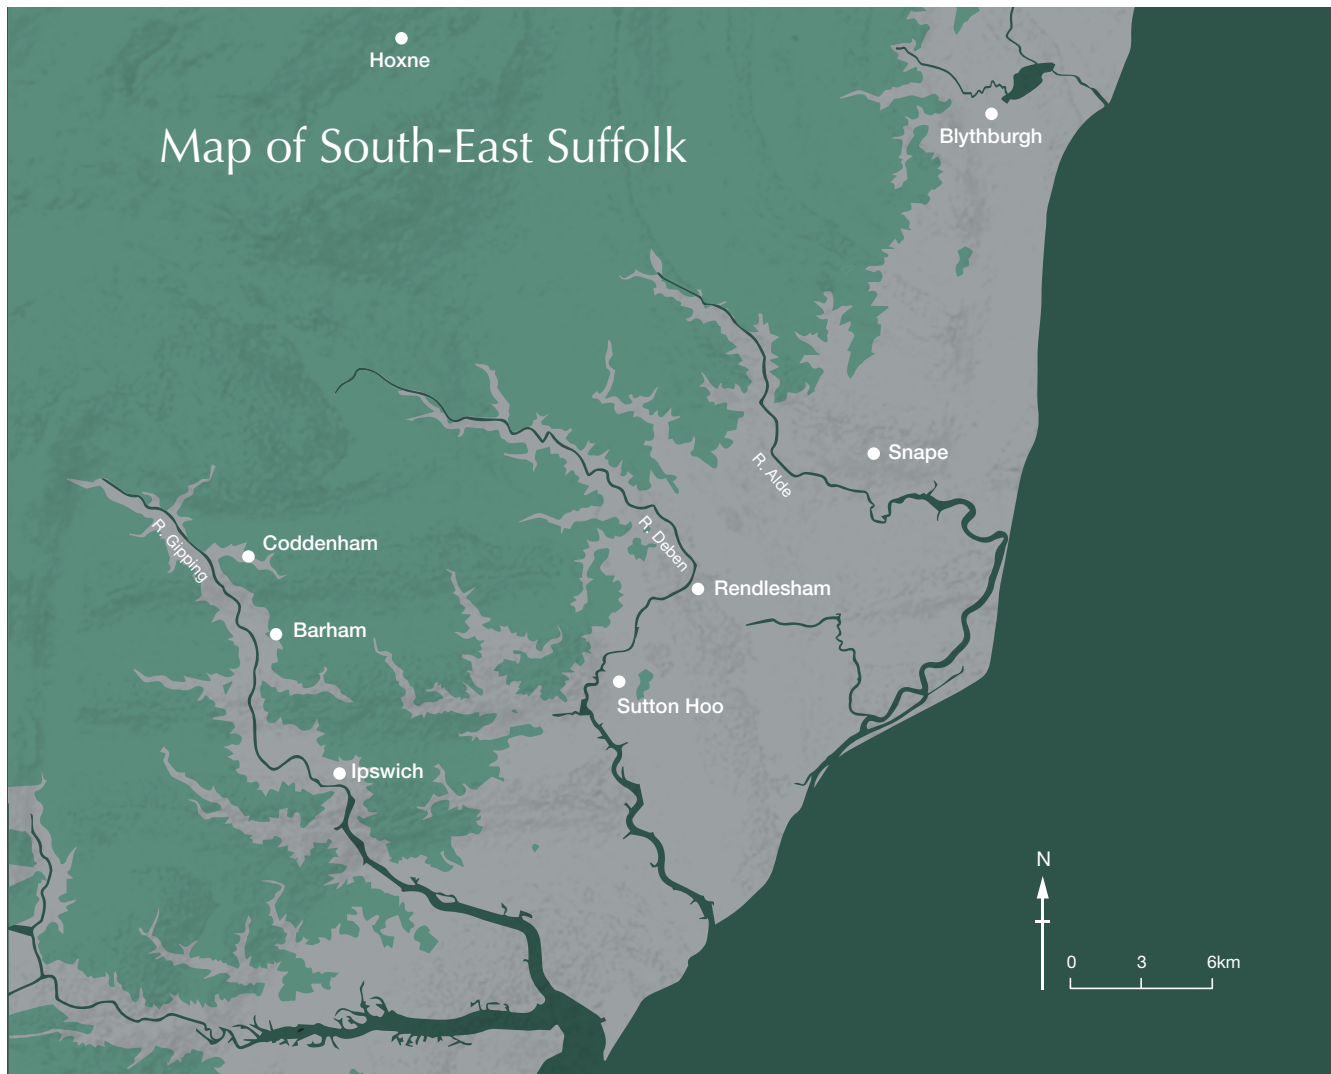 Hoxne
Map of South-East Suffolk
Blythburgh
Snape
R. Alde
R. Gipping
Coddenham
R. Deben
Rendlesham
Barham
Sutton Hoo
Ipswich
N
0 3 6km